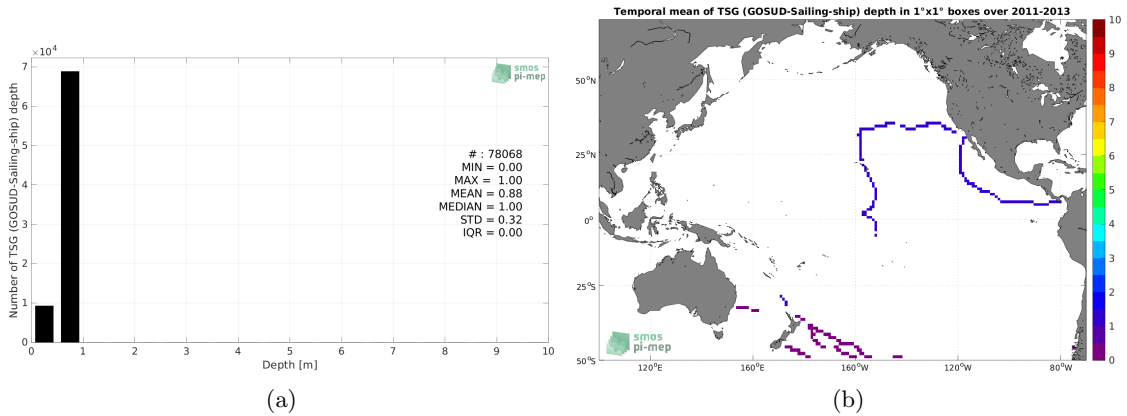 ×10⁴
7
6
5
4
3
2
1
0
Number of TSG (GOSUD-Sailing-ship) depth
smos
pi-mep
# : 78068
MIN = 0.00
MAX = 1.00
MEAN = 0.88
MEDIAN = 1.00
STD = 0.32
IQR = 0.00
0 1 2 3 4 5 6 7 8 9 10
Depth [m]
(a)
Temporal mean of TSG (GOSUD-Sailing-ship) depth in 1°x1° boxes over 2011-2013
50°N
25°N
0°
25°S
50°S
120°E 160°E 160°W 120°W 80°W
smos
pi-mep
10
9
8
7
6
5
4
3
2
1
0
(b)